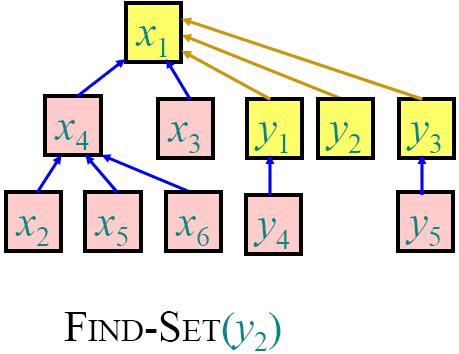 x₁
x₄ x₃ y₁ y₂ y₃
x₂ x₅ x₆ y₄ y₅
FIND-SET(y₂)